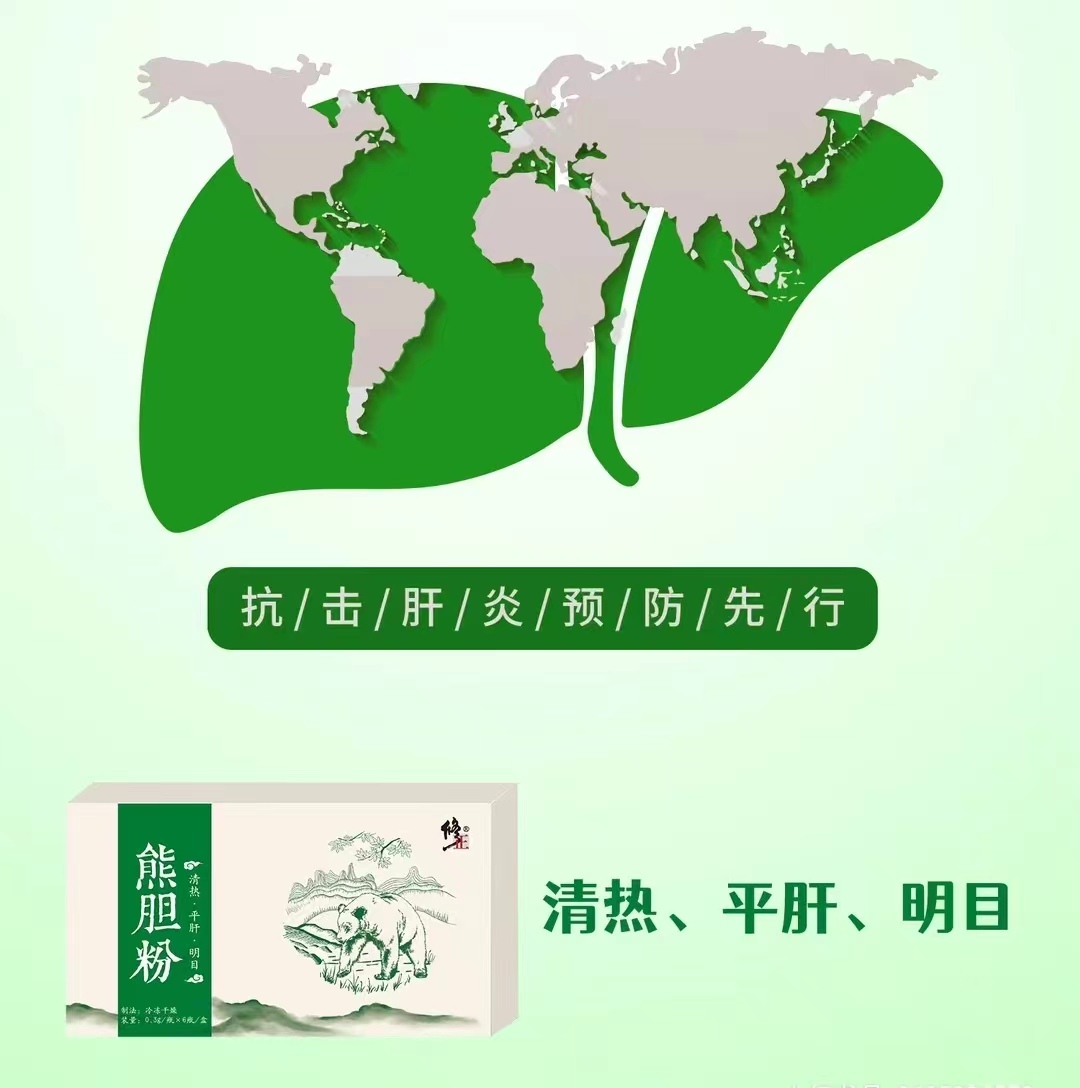 抗/击/肝/炎/预/防/先/行
熊胆粉
清热·平肝·明目
制法：冷冻干燥
装量：0.3g/瓶×6瓶/盒
修正®
清热、平肝、明目